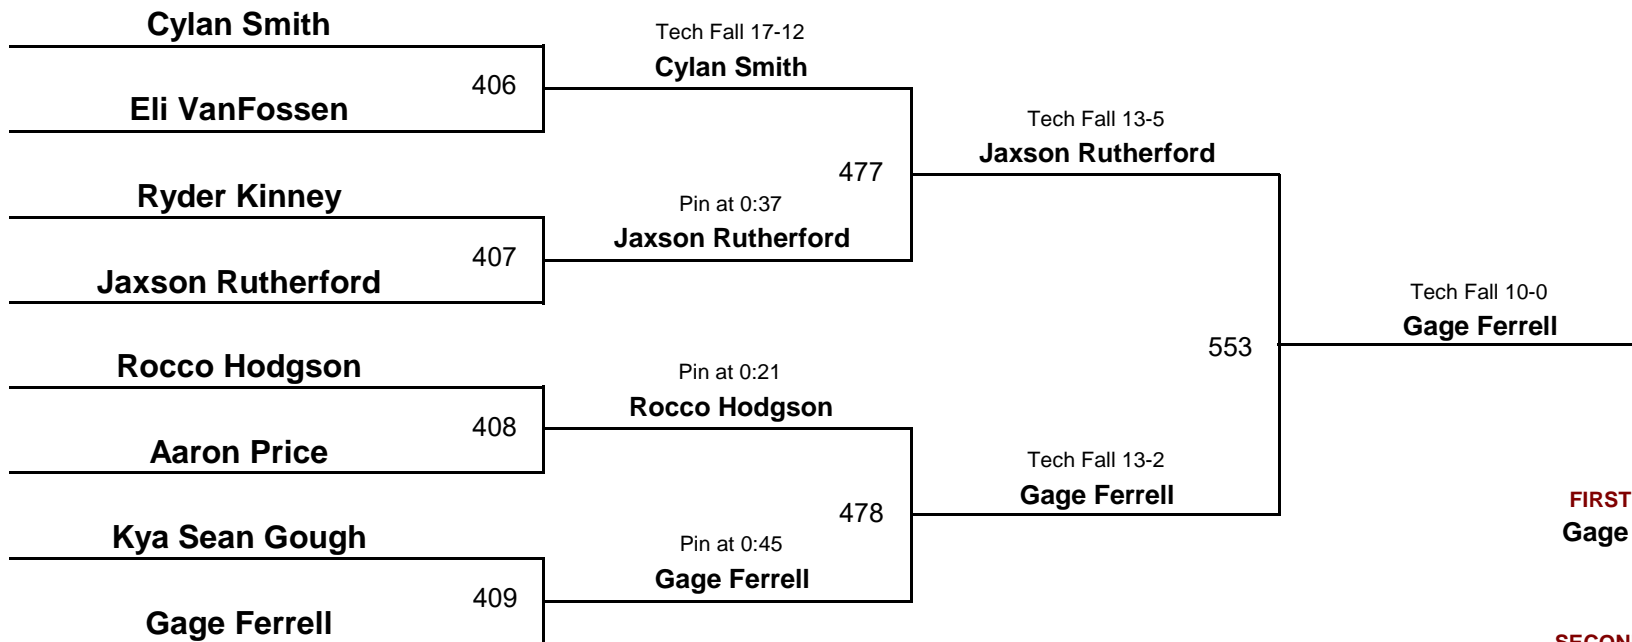 Cylan Smith
406
Eli VanFossen
Ryder Kinney
407
Jaxson Rutherford
Rocco Hodgson
408
Aaron Price
Kya Sean Gough
409
Gage Ferrell
Tech Fall 17-12
Cylan Smith
477
Pin at 0:37
Jaxson Rutherford
Pin at 0:21
Rocco Hodgson
478
Pin at 0:45
Gage Ferrell
Tech Fall 13-5
Jaxson Rutherford
553
Tech Fall 13-2
Gage Ferrell
Tech Fall 10-0
Gage Ferrell
FIRST
Gage
SECON